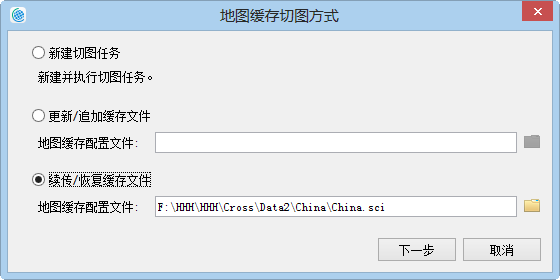 地图缓存切图方式
新建切图任务
新建并执行切图任务。
更新/追加缓存文件
地图缓存配置文件:
续传/恢复缓存文件
地图缓存配置文件: F:\HHH\HHH\Cross\Data2\China\China.sci
下一步 取消